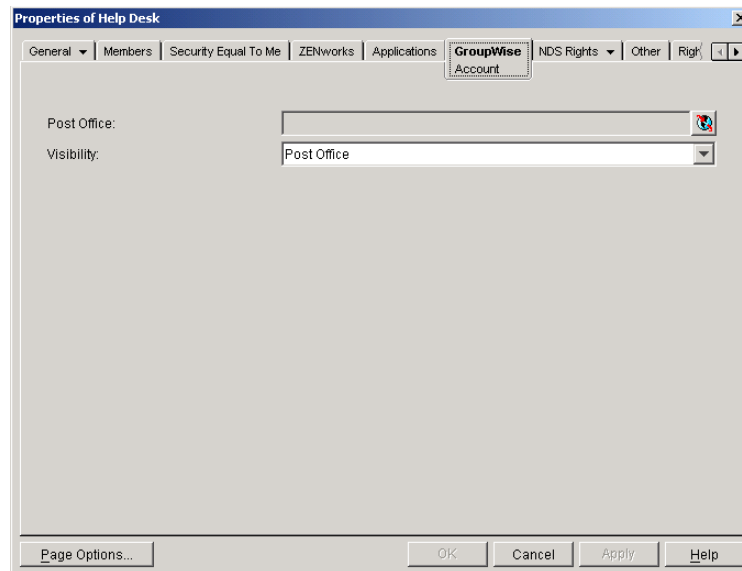 Properties of Help Desk
General Members Security Equal To Me ZENworks Applications GroupWise NDS Rights Other
Account
Post Office:
Visibility: Post Office
Page Options... OK Cancel Apply Help